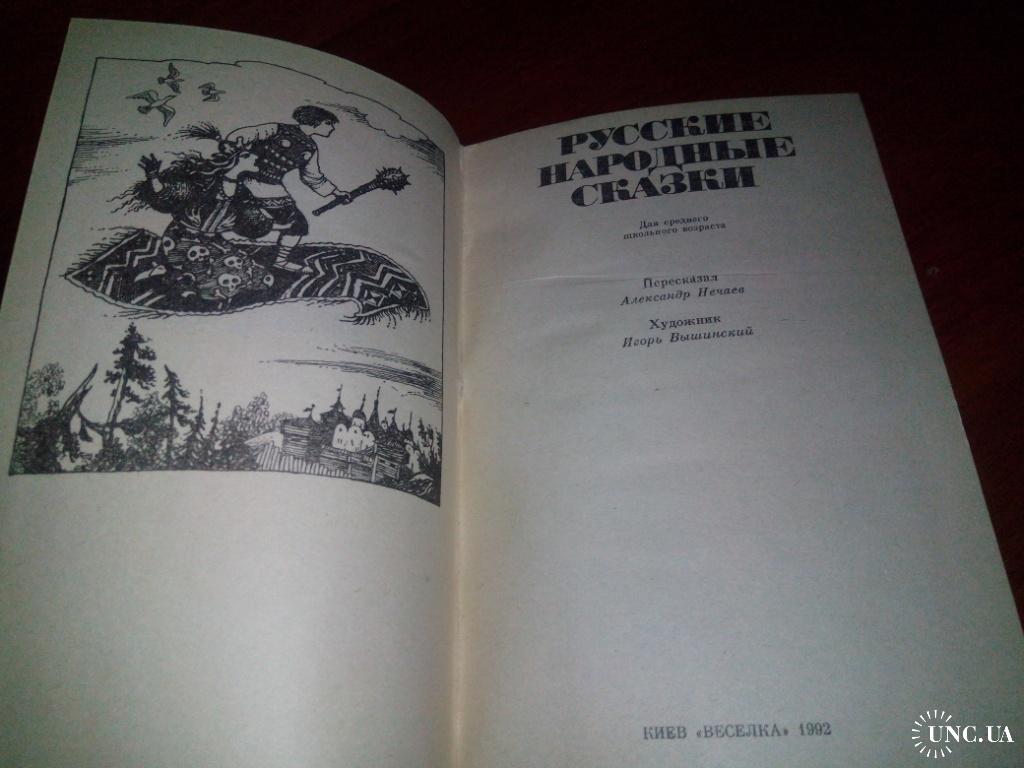 РУССКИЕ
НАРОДНЫЕ
СКАЗКИ
Для среднего
школьного возраста
Пересказал
Александр Нечаев
Художник
Игорь Вышинский
КИЕВ «ВЕСЕЛКА» 1992
UNC.UA